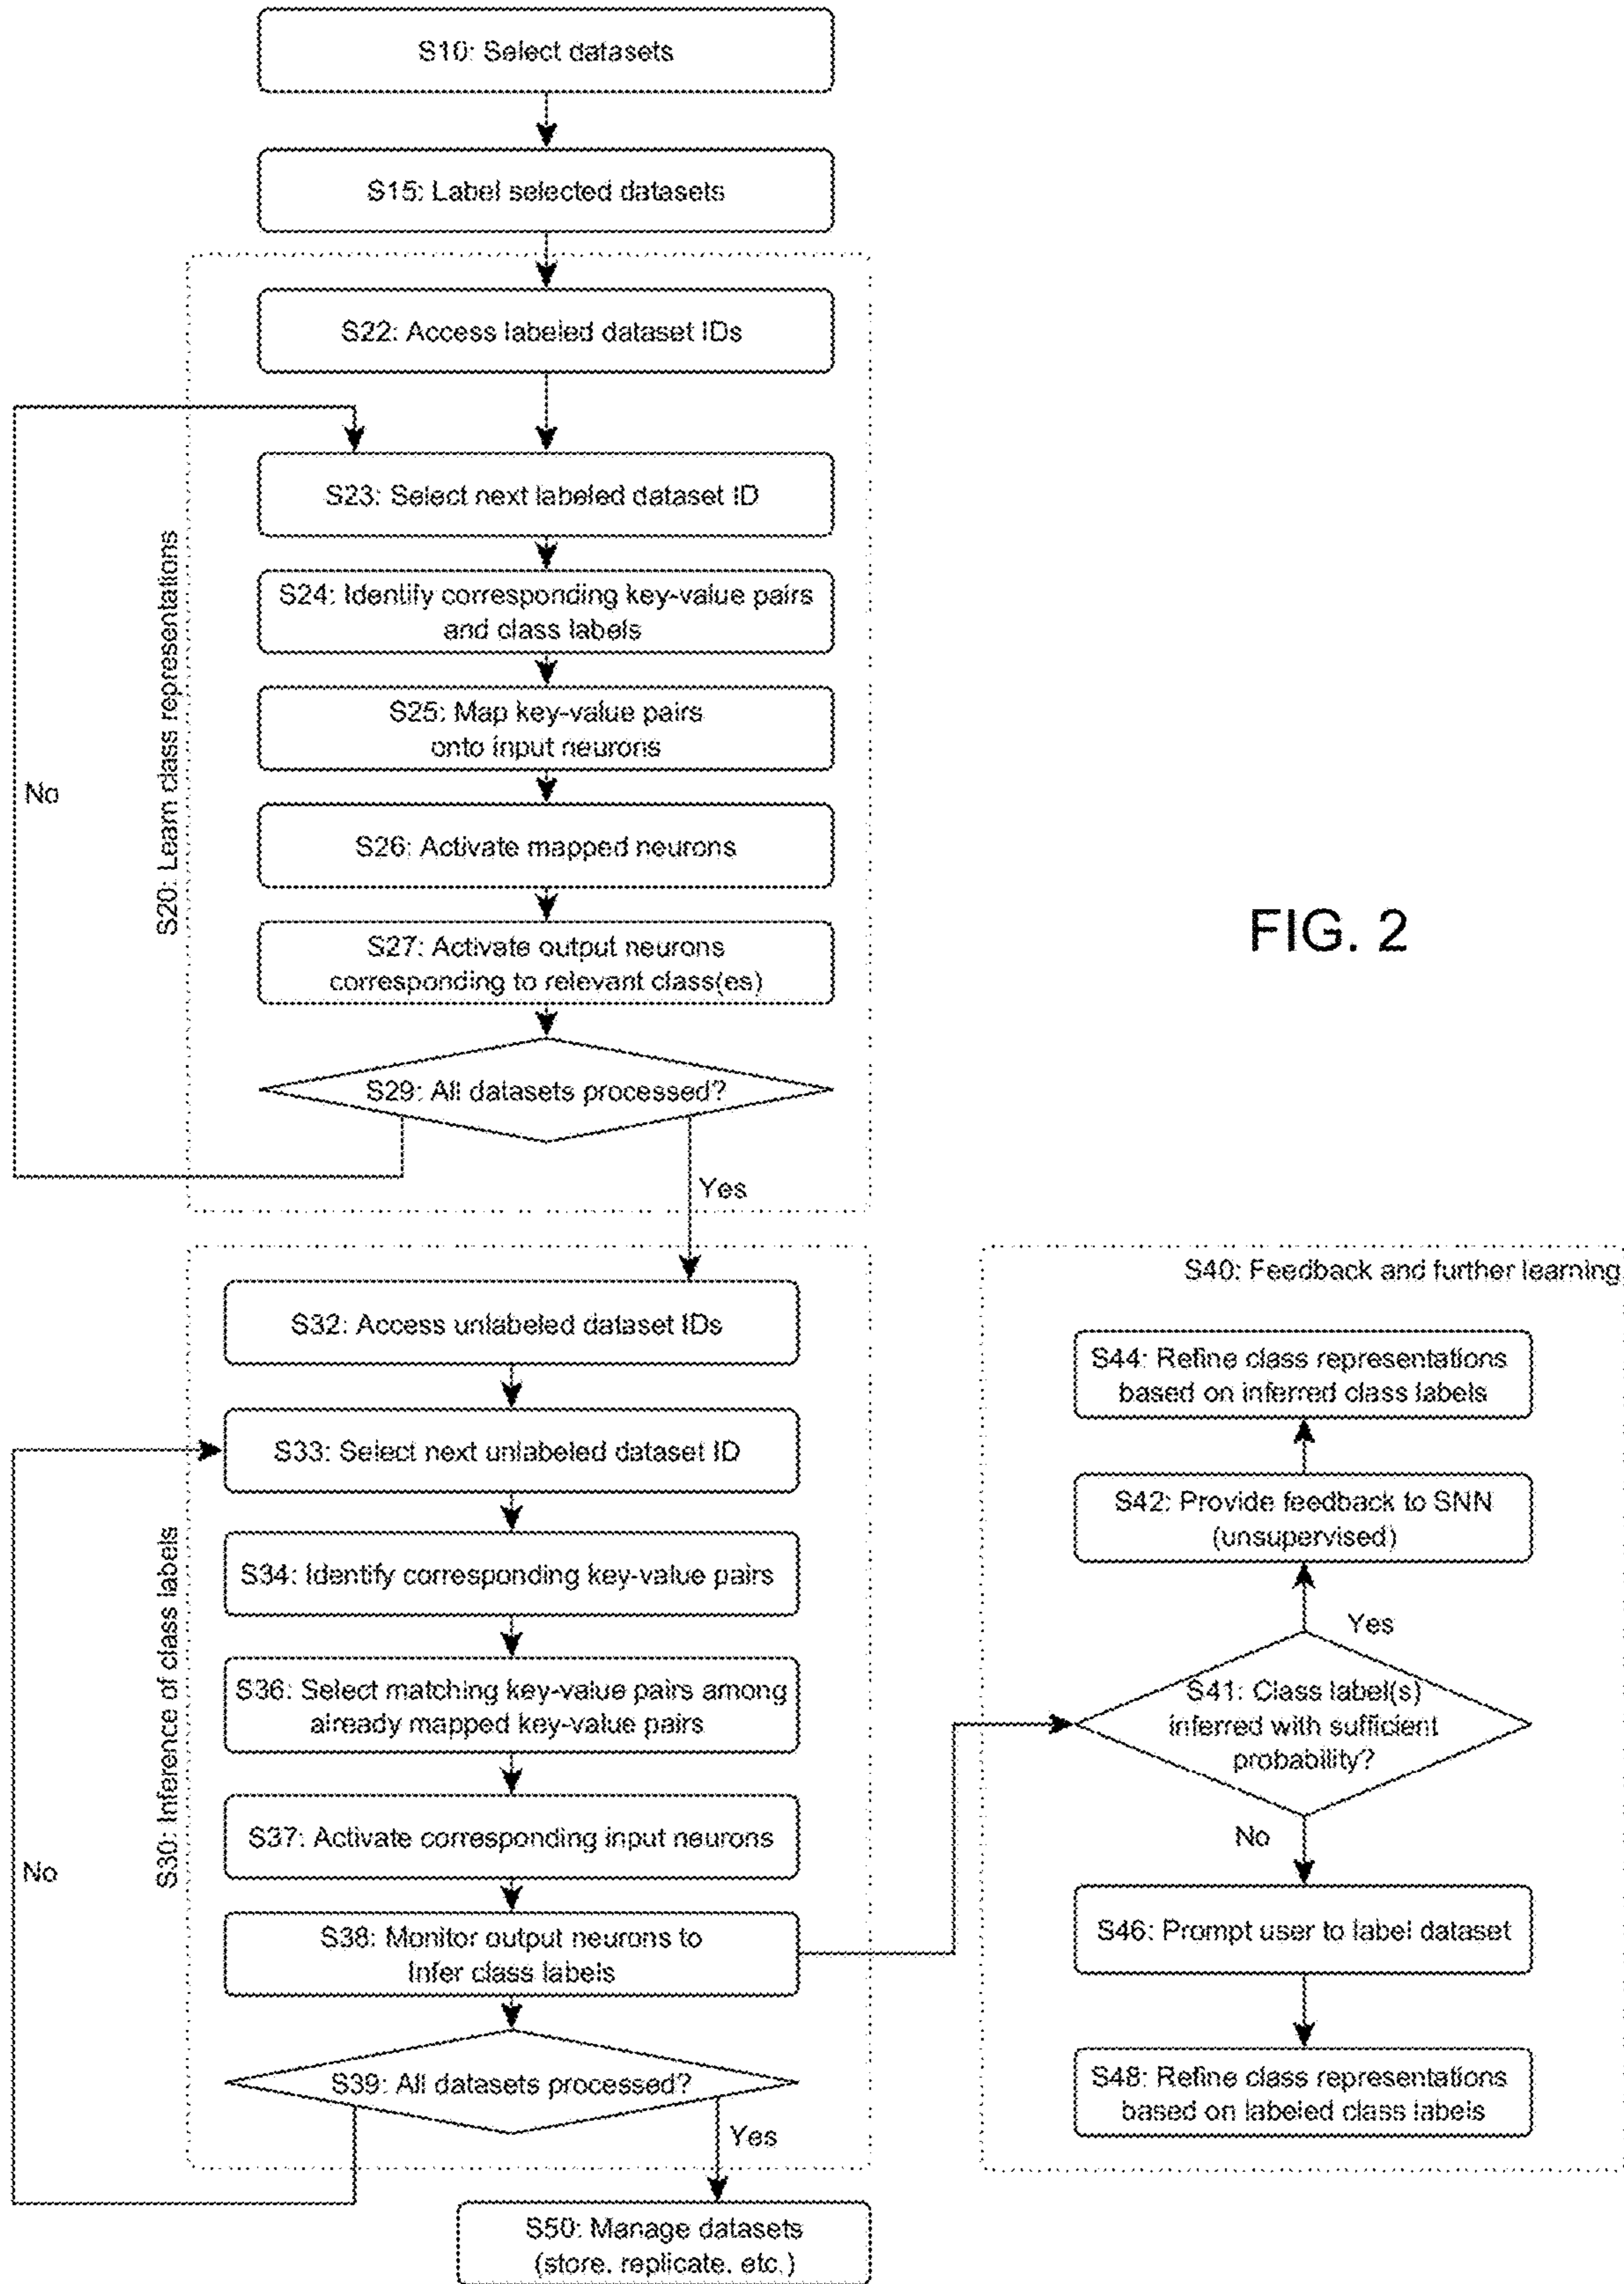 S10: Select datasets
S15: Label selected datasets
S20: Learn class representations
S22: Access labeled dataset IDs
S23: Select next labeled dataset ID
S24: Identify corresponding key-value pairs
and class labels
S25: Map key-value pairs
onto input neurons
S26: Activate mapped neurons
S27: Activate output neurons
corresponding to relevant class(es)
S29: All datasets processed?
No
Yes
FIG. 2
S30: Inference of class labels
S32: Access unlabeled dataset IDs
S33: Select next unlabeled dataset ID
S34: Identify corresponding key-value pairs
S36: Select matching key-value pairs among
already mapped key-value pairs
S37: Activate corresponding input neurons
S38: Monitor output neurons to
Infer class labels
S39: All datasets processed?
No
Yes
S40: Feedback and further learning
S44: Refine class representations
based on inferred class labels
S42: Provide feedback to SNN
(unsupervised)
Yes
S41: Class label(s)
inferred with sufficient
probability?
No
S46: Prompt user to label dataset
S48: Refine class representations
based on labeled class labels
S50: Manage datasets
(store, replicate, etc.)